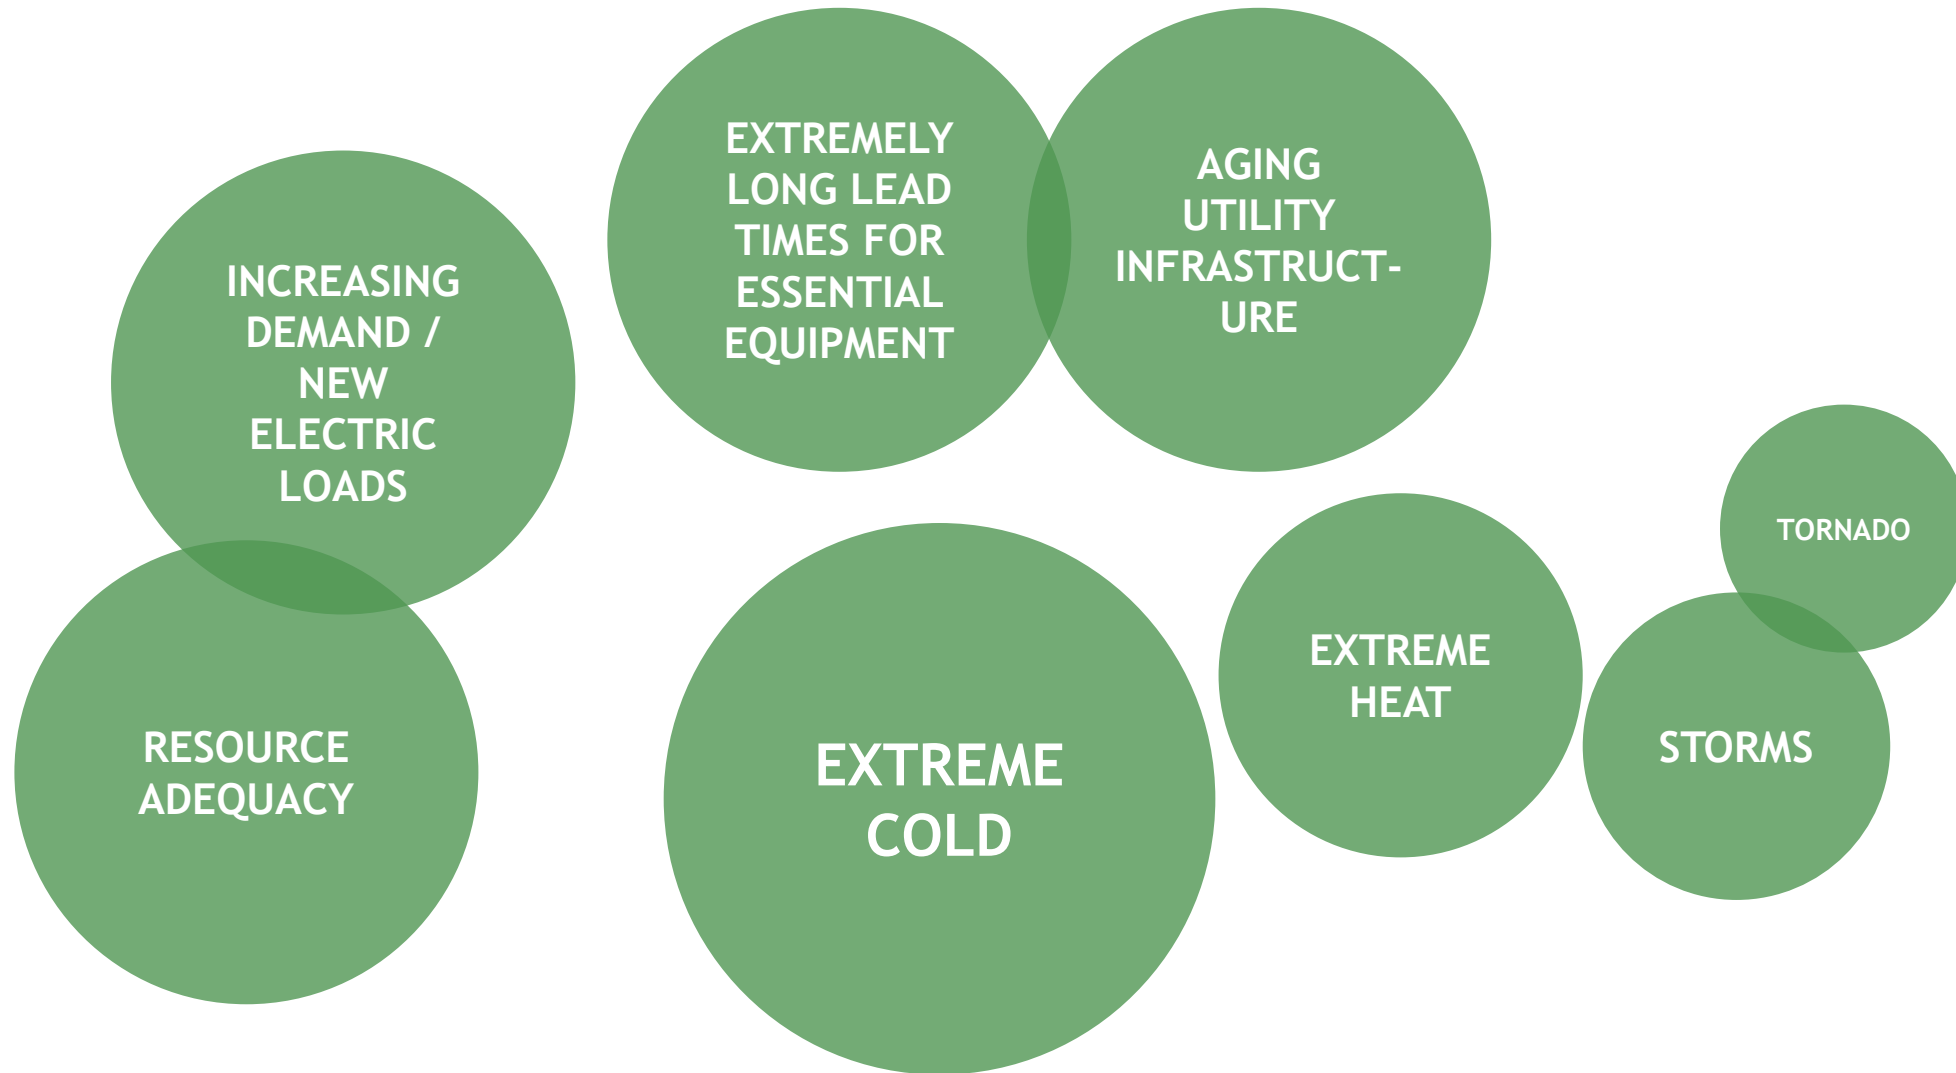 EXTREMELY
LONG LEAD
TIMES FOR
ESSENTIAL
EQUIPMENT
AGING
UTILITY
INFRASTRUCT-
URE
INCREASING
DEMAND /
NEW
ELECTRIC
LOADS
TORNADO
EXTREME
HEAT
STORMS
RESOURCE
ADEQUACY
EXTREME
COLD